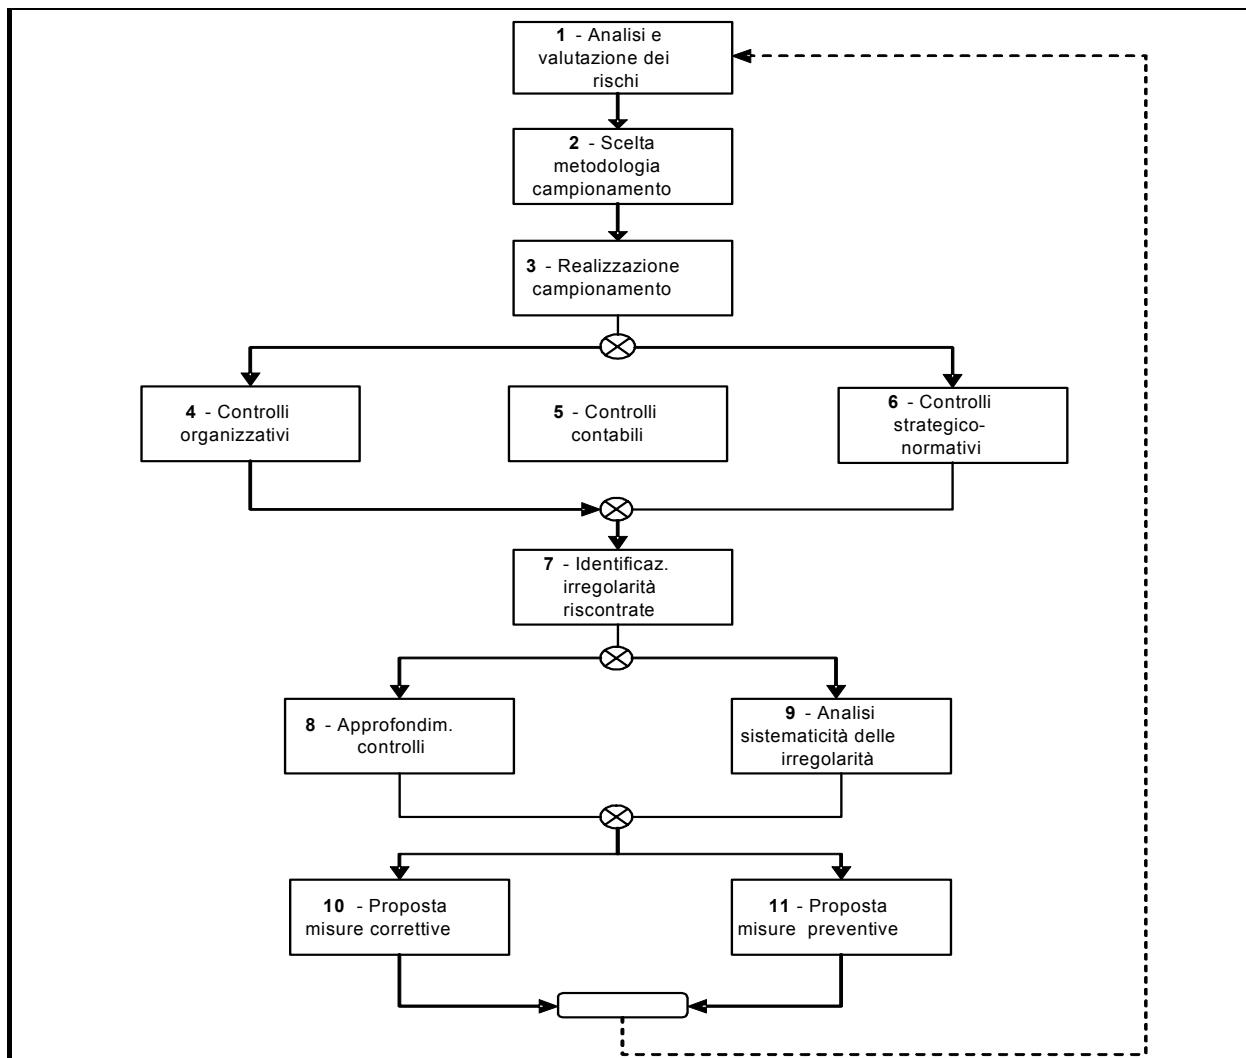 1 - Analisi e
valutazione dei
rischi
2 - Scelta
metodologia
campionamento
3 - Realizzazione
campionamento
4 - Controlli
organizzativi
5 - Controlli
contabili
6 - Controlli
strategico-
normativi
7 - Identificaz.
irregolarità
riscontrate
8 - Approfondim.
controlli
9 - Analisi
sistematicità delle
irregolarità
10 - Proposta
misure correttive
11 - Proposta
misure preventive